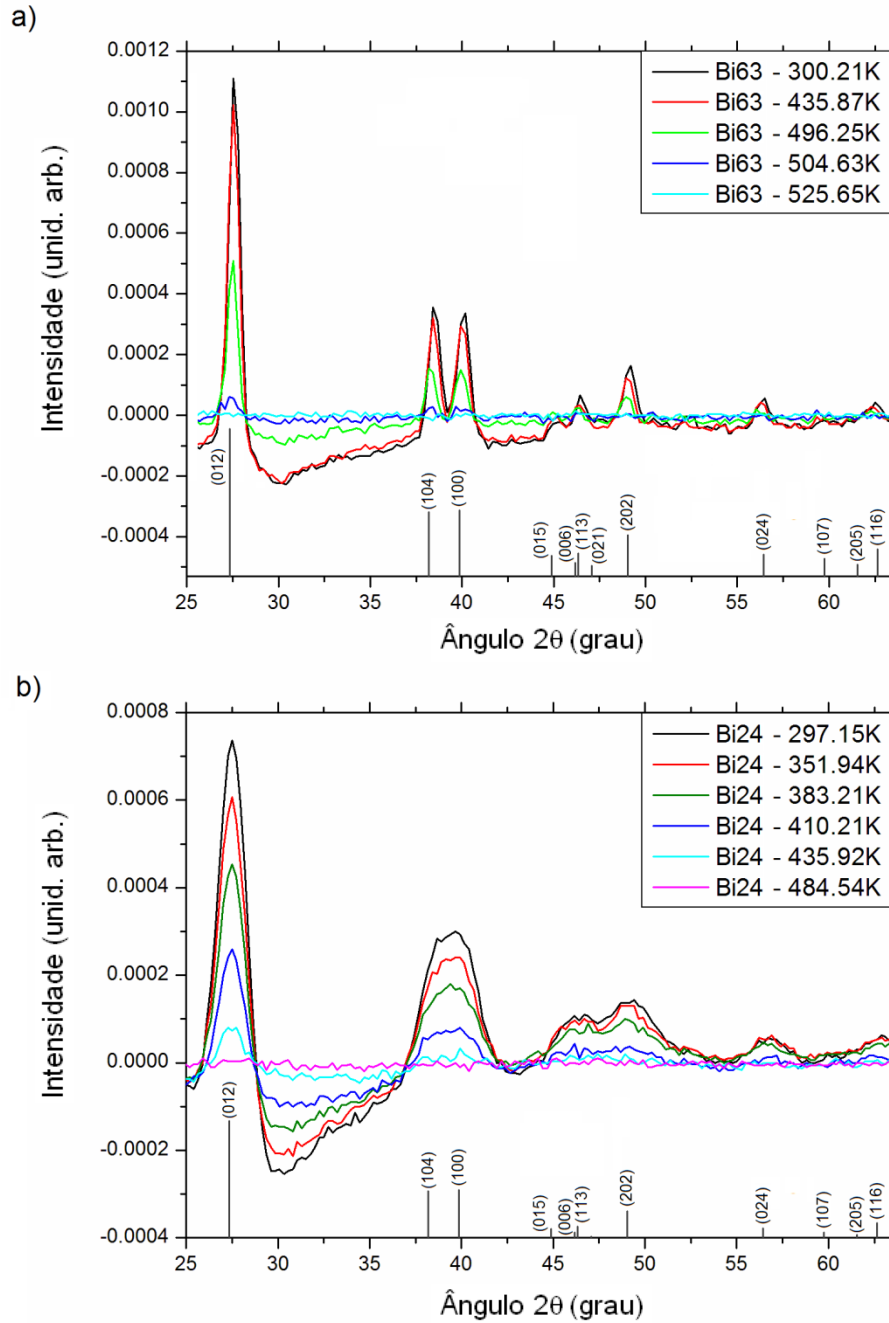 a)
0.0012
0.0010
0.0008
0.0006
0.0004
0.0002
0.0000
-0.0002
-0.0004
Intensidade (unid. arb.)
Bi63 - 300.21K
Bi63 - 435.87K
Bi63 - 496.25K
Bi63 - 504.63K
Bi63 - 525.65K
(012)
(104)
(100)
(015)
(006)
(113)
(021)
(202)
(024)
(107)
(205)
(116)
25 30 35 40 45 50 55 60
Ângulo 2θ (grau)
b)
0.0008
0.0006
0.0004
0.0002
0.0000
-0.0002
-0.0004
Intensidade (unid. arb.)
Bi24 - 297.15K
Bi24 - 351.94K
Bi24 - 383.21K
Bi24 - 410.21K
Bi24 - 435.92K
Bi24 - 484.54K
(012)
(104)
(100)
(015)
(006)
(113)
(202)
(024)
(107)
(205)
(116)
25 30 35 40 45 50 55 60
Ângulo 2θ (grau)